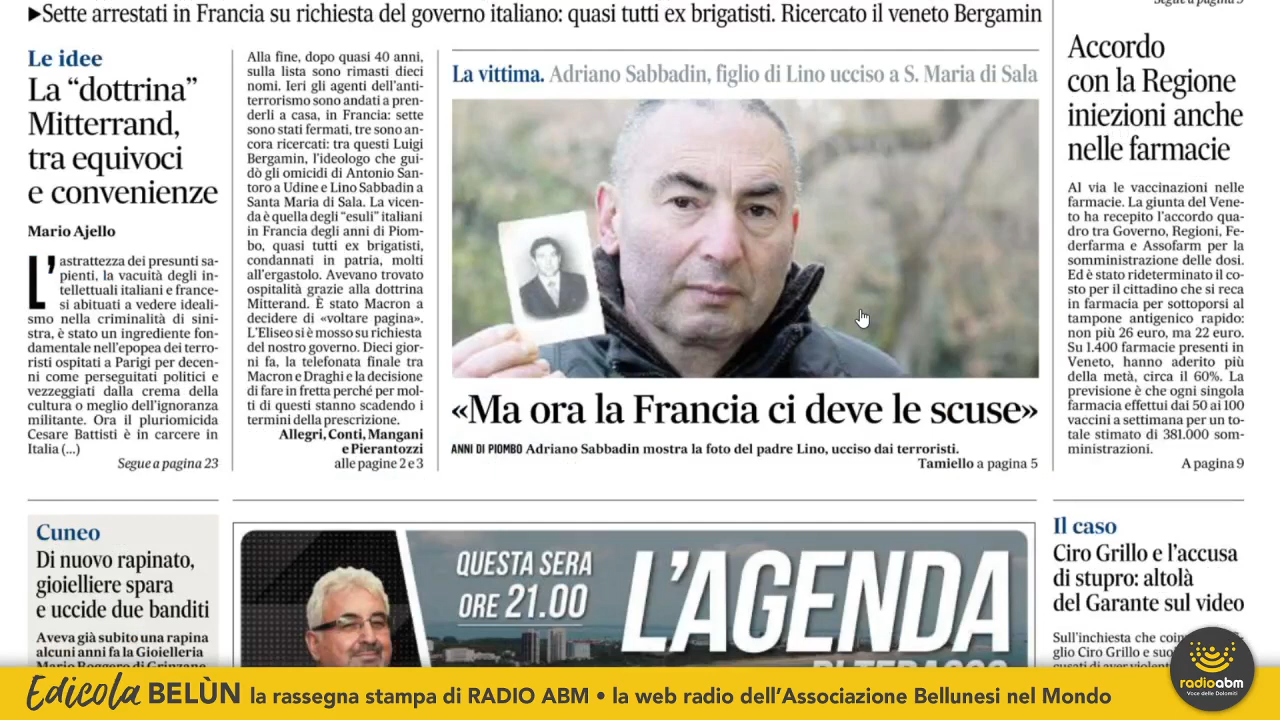 ▶Sette arrestati in Francia su richiesta del governo italiano: quasi tutti ex brigatisti. Ricercato il veneto Bergamin
Le idee
La “dottrina”
Mitterrand,
tra equivoci
e convenienze
Mario Ajello
L’astrattezza dei presunti sa-
pienti, la vacuità degli in-
tellettuali italiani e france-
si abituati a vedere ideali-
smo nella criminalità di sini-
stra, è stato un ingrediente fon-
damentale nell’epopea dei terro-
risti ospitati a Parigi per decen-
ni come perseguitati politici e
vezzeggiati dalla crema della
cultura o meglio dell’ignoranza
militante. Ora il pluriomicida
Cesare Battisti è in carcere in
Italia (...)
Segue a pagina 23
Alla fine, dopo quasi 40 anni,
sulla lista sono rimasti dieci
nomi. Ieri gli agenti dell’anti-
terrorismo sono andati a pren-
derli a casa, in Francia: sette
sono stati fermati, tre sono an-
cora ricercati: tra questi Luigi
Bergamin, l’ideologo che gui-
dò gli omicidi di Antonio San-
toro a Udine e Lino Sabbadin a
Santa Maria di Sala. La vicen-
da è quella degli “esuli” italiani
in Francia degli anni di Piom-
bo, quasi tutti ex brigatisti,
condannati in patria, molti
all’ergastolo. Avevano trovato
ospitalità grazie alla dottrina
Mitterand. È stato Macron a
decidere di «voltare pagina».
L’Eliseo si è mosso su richiesta
del nostro governo. Dieci gior-
ni fa, la telefonata finale tra
Macron e Draghi e la decisione
di fare in fretta perché per mol-
ti di questi stanno scadendo i
termini della prescrizione.
Allegri, Conti, Mangani
e Pierantozzi
alle pagine 2 e 3
La vittima. Adriano Sabbadin, figlio di Lino ucciso a S. Maria di Sala
«Ma ora la Francia ci deve le scuse»
ANNI DI PIOMBO Adriano Sabbadin mostra la foto del padre Lino, ucciso dai terroristi.
Tamiello a pagina 5
Accordo
con la Regione
iniezioni anche
nelle farmacie
Al via le vaccinazioni nelle
farmacie. La giunta del Vene-
to ha recepito l’accordo qua-
dro tra Governo, Regioni, Fe-
derfarma e Assofarm per la
somministrazione delle dosi.
Ed è stato rideterminato il co-
sto per il cittadino che si reca
in farmacia per sottoporsi al
tampone antigenico rapido:
non più 26 euro, ma 22 euro.
Su 1.400 farmacie presenti in
Veneto, hanno aderito più
della metà, circa il 60%. La
previsione è che ogni singola
farmacia effettui dai 50 ai 100
vaccini a settimana per un to-
tale stimato di 381.000 som-
ministrazioni.
A pagina 9
Cuneo
Di nuovo rapinato,
gioielliere spara
e uccide due banditi
Aveva già subito una rapina
alcuni anni fa la Gioielleria
Mario Roggero di Grinzane
QUESTA SERA
ORE 21.00
L’AGENDA
Il caso
Ciro Grillo e l’accusa
di stupro: altolà
del Garante sul video
Sull’inchiesta che
glio Ciro Grillo e
Edicola BELÙN la rassegna stampa di RADIO ABM • la web radio dell’Associazione Bellunesi nel Mondo
radioabm
Voce delle Dolomiti